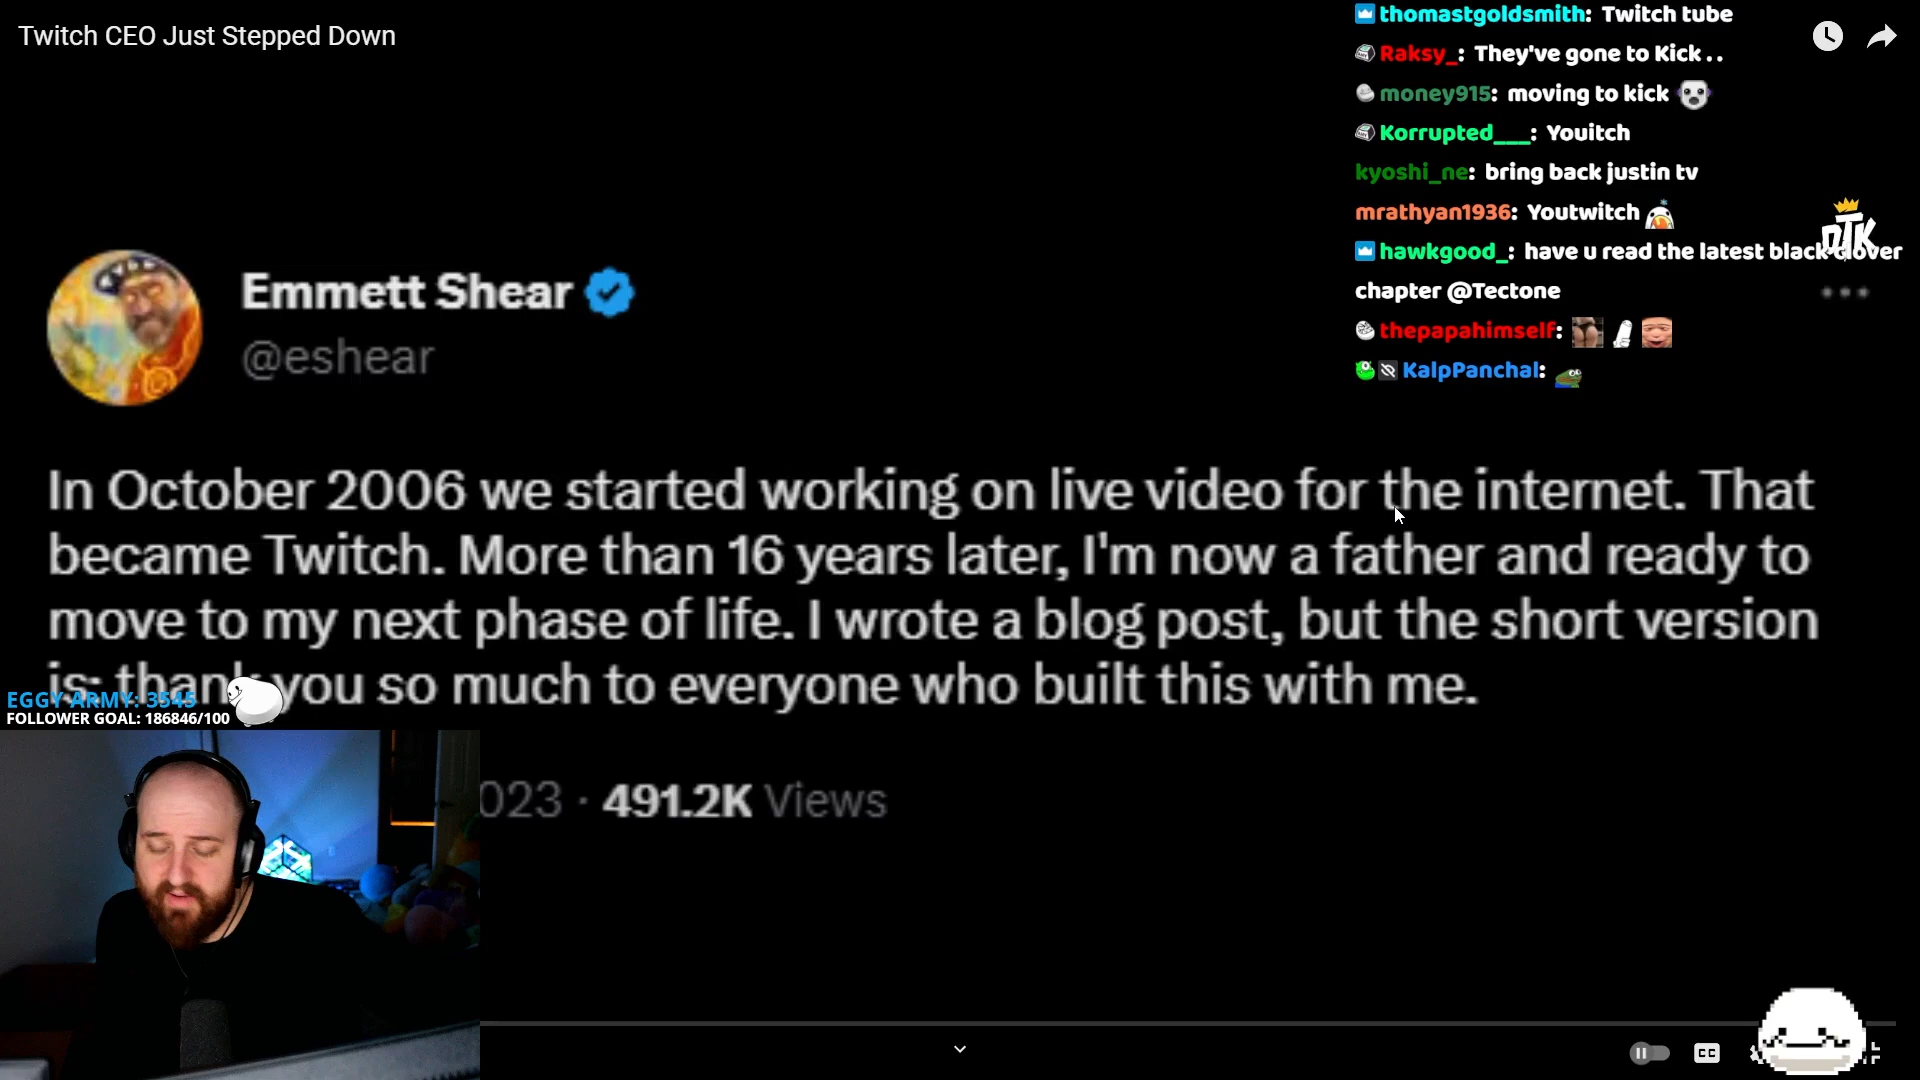 Twitch CEO Just Stepped Down
thomastgoldsmith: Twitch tube
Raksy_: They've gone to Kick . .
money915: moving to kick
Korrupted___: Youitch
kyoshi_ne: bring back justin tv
mrathyan1936: Youtwitch
OTK
hawkgood_: have u read the latest black clover
chapter @Tectone
thepapahimself:
KalpPanchal:
Emmett Shear
@eshear
In October 2006 we started working on live video for the internet. That
became Twitch. More than 16 years later, I'm now a father and ready to
move to my next phase of life. I wrote a blog post, but the short version
is: thank you so much to everyone who built this with me.
EGGY ARMY: 3545
FOLLOWER GOAL: 186846/100
023 · 491.2K Views
CC